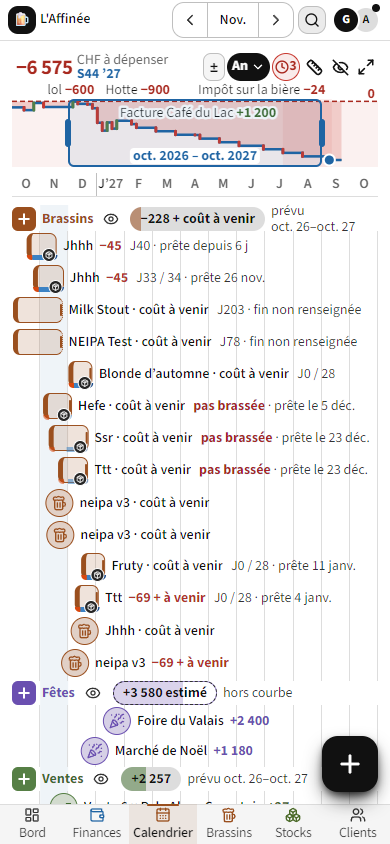 L'Affinée
Nov.
G
A
−6 575 CHF à dépenser
S44 '27
±
An
3
lol −600 Hotte −900 Impôt sur la bière −24
0
Facture Café du Lac +1 200
oct. 2026 – oct. 2027
O N D J'27 F M A M J J A S O
Brassins
−228 + coût à venir
prévu
oct. 26–oct. 27
Jhhh −45 J40 · prête depuis 6 j
Jhhh −45 J33 / 34 · prête 26 nov.
Milk Stout · coût à venir J203 · fin non renseignée
NEIPA Test · coût à venir J78 · fin non renseignée
Blonde d'automne · coût à venir J0 / 28
Hefe · coût à venir pas brassée · prête le 5 déc.
Ssr · coût à venir pas brassée · prête le 23 déc.
Ttt · coût à venir pas brassée · prête le 23 déc.
neipa v3 · coût à venir
neipa v3 · coût à venir
Fruty · coût à venir J0 / 28 · prête 11 janv.
Ttt −69 + à venir J0 / 28 · prête 4 janv.
Jhhh · coût à venir
neipa v3 −69 + à venir
Fêtes
+3 580 estimé
hors courbe
Foire du Valais +2 400
Marché de Noël +1 180
Ventes
+2 257
prévu oct. 26–oct. 27
Bord
Finances
Calendrier
Brassins
Stocks
Clients